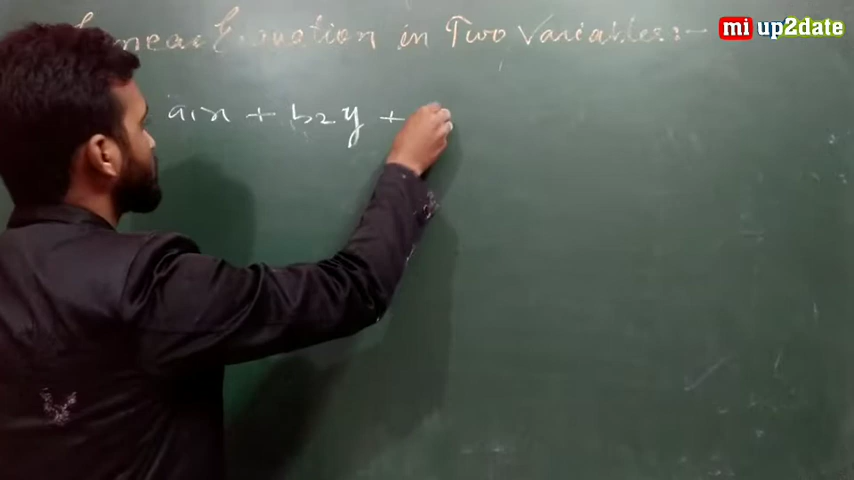 mi up2date
Linear Equation in Two Variables:-
a1x + b2y +